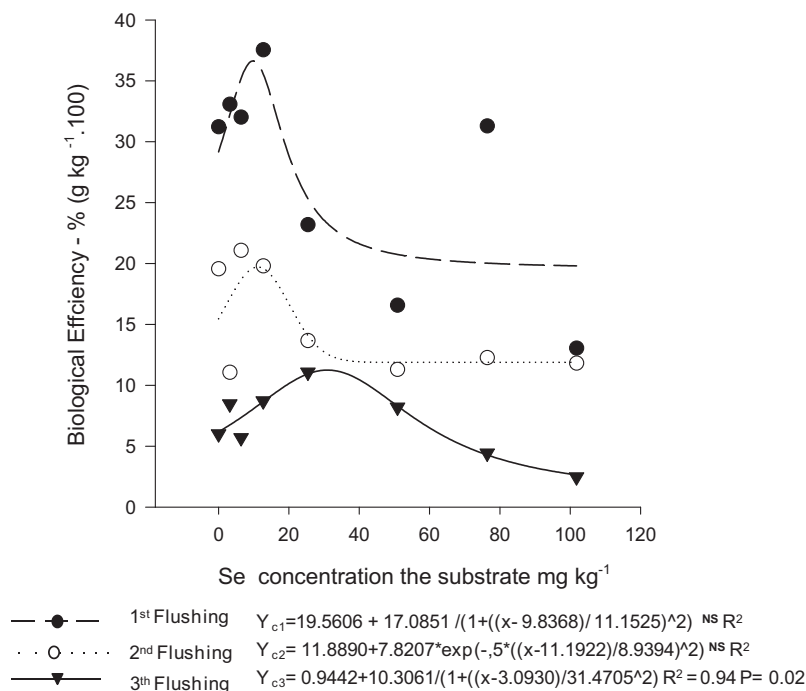 40
35
30
25
20
15
10
5
0
Biological Effciency - % (g kg⁻¹.100)
0 20 40 60 80 100 120
Se concentration the substrate mg kg⁻¹
1ˢᵗ Flushing Y c1=19.5606 + 17.0851 /(1+((x- 9.8368)/ 11.1525)^2) NS R²
2ⁿᵈ Flushing Y c2= 11.8890+7.8207*exp(-,5*((x-11.1922)/8.9394)^2) NS R²
3ᵗʰ Flushing Y c3= 0.9442+10.3061/(1+((x-3.0930)/31.4705^2) R² = 0.94 P= 0.02